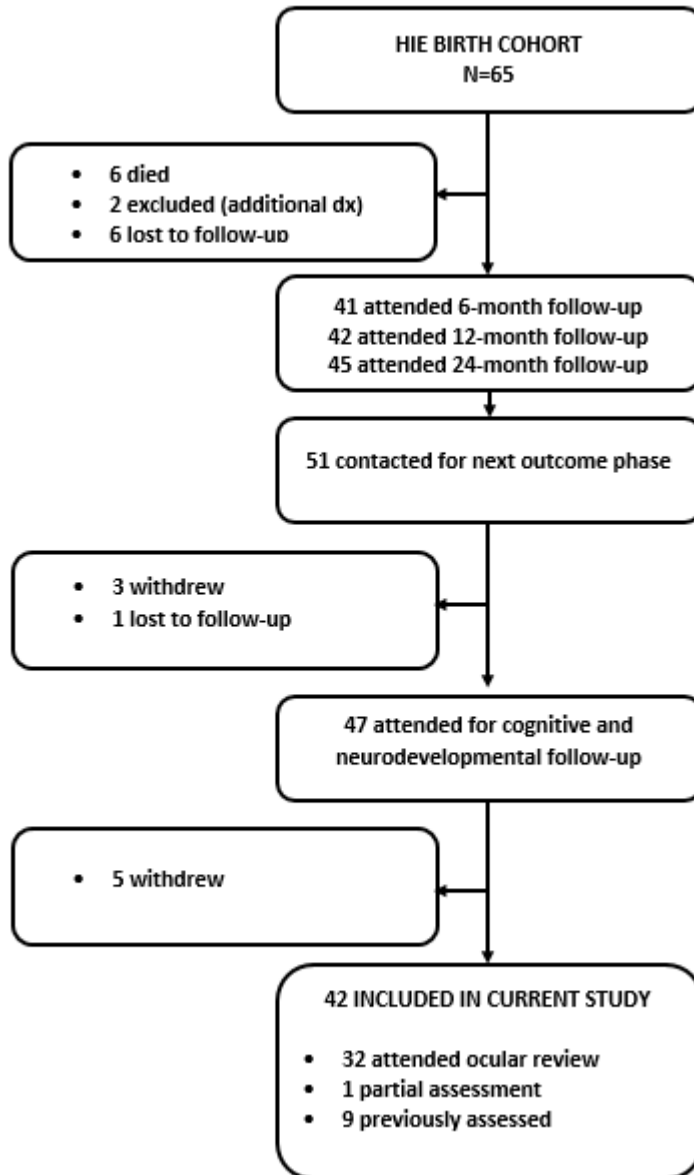 HIE BIRTH COHORT
N=65
• 6 died
• 2 excluded (additional dx)
• 6 lost to follow-up
41 attended 6-month follow-up
42 attended 12-month follow-up
45 attended 24-month follow-up
51 contacted for next outcome phase
• 3 withdrew
• 1 lost to follow-up
47 attended for cognitive and
neurodevelopmental follow-up
• 5 withdrew
42 INCLUDED IN CURRENT STUDY
• 32 attended ocular review
• 1 partial assessment
• 9 previously assessed